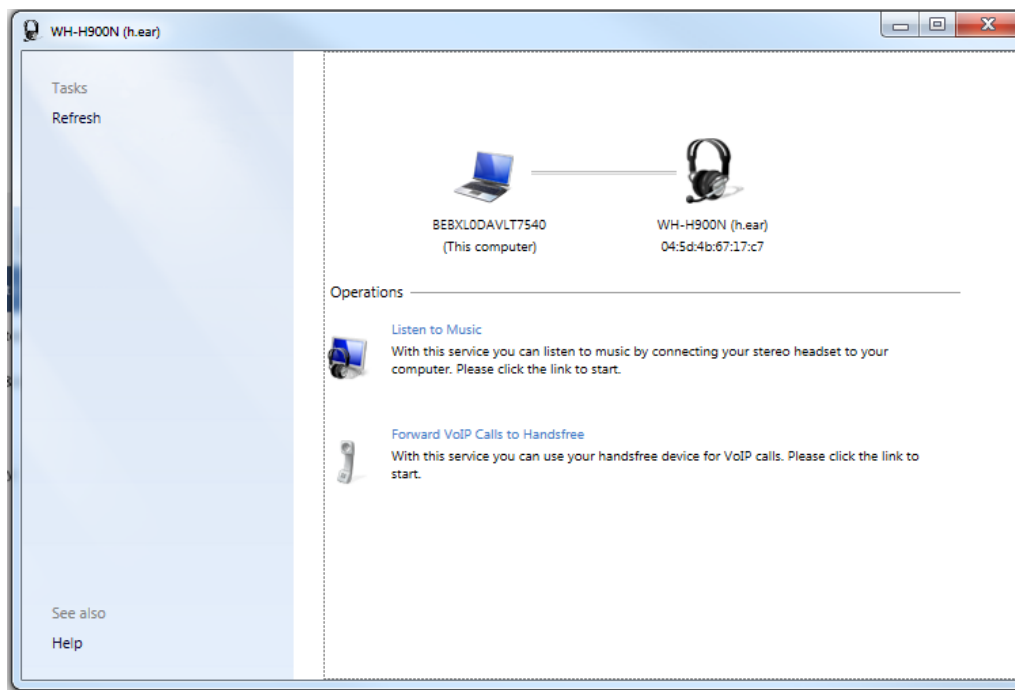 WH-H900N (h.ear)
Tasks
Refresh
BEBXL0DAVLT7540
(This computer)
WH-H900N (h.ear)
04:5d:4b:67:17:c7
Operations
Listen to Music
With this service you can listen to music by connecting your stereo headset to your
computer. Please click the link to start.
Forward VoIP Calls to Handsfree
With this service you can use your handsfree device for VoIP calls. Please click the link to
start.
See also
Help